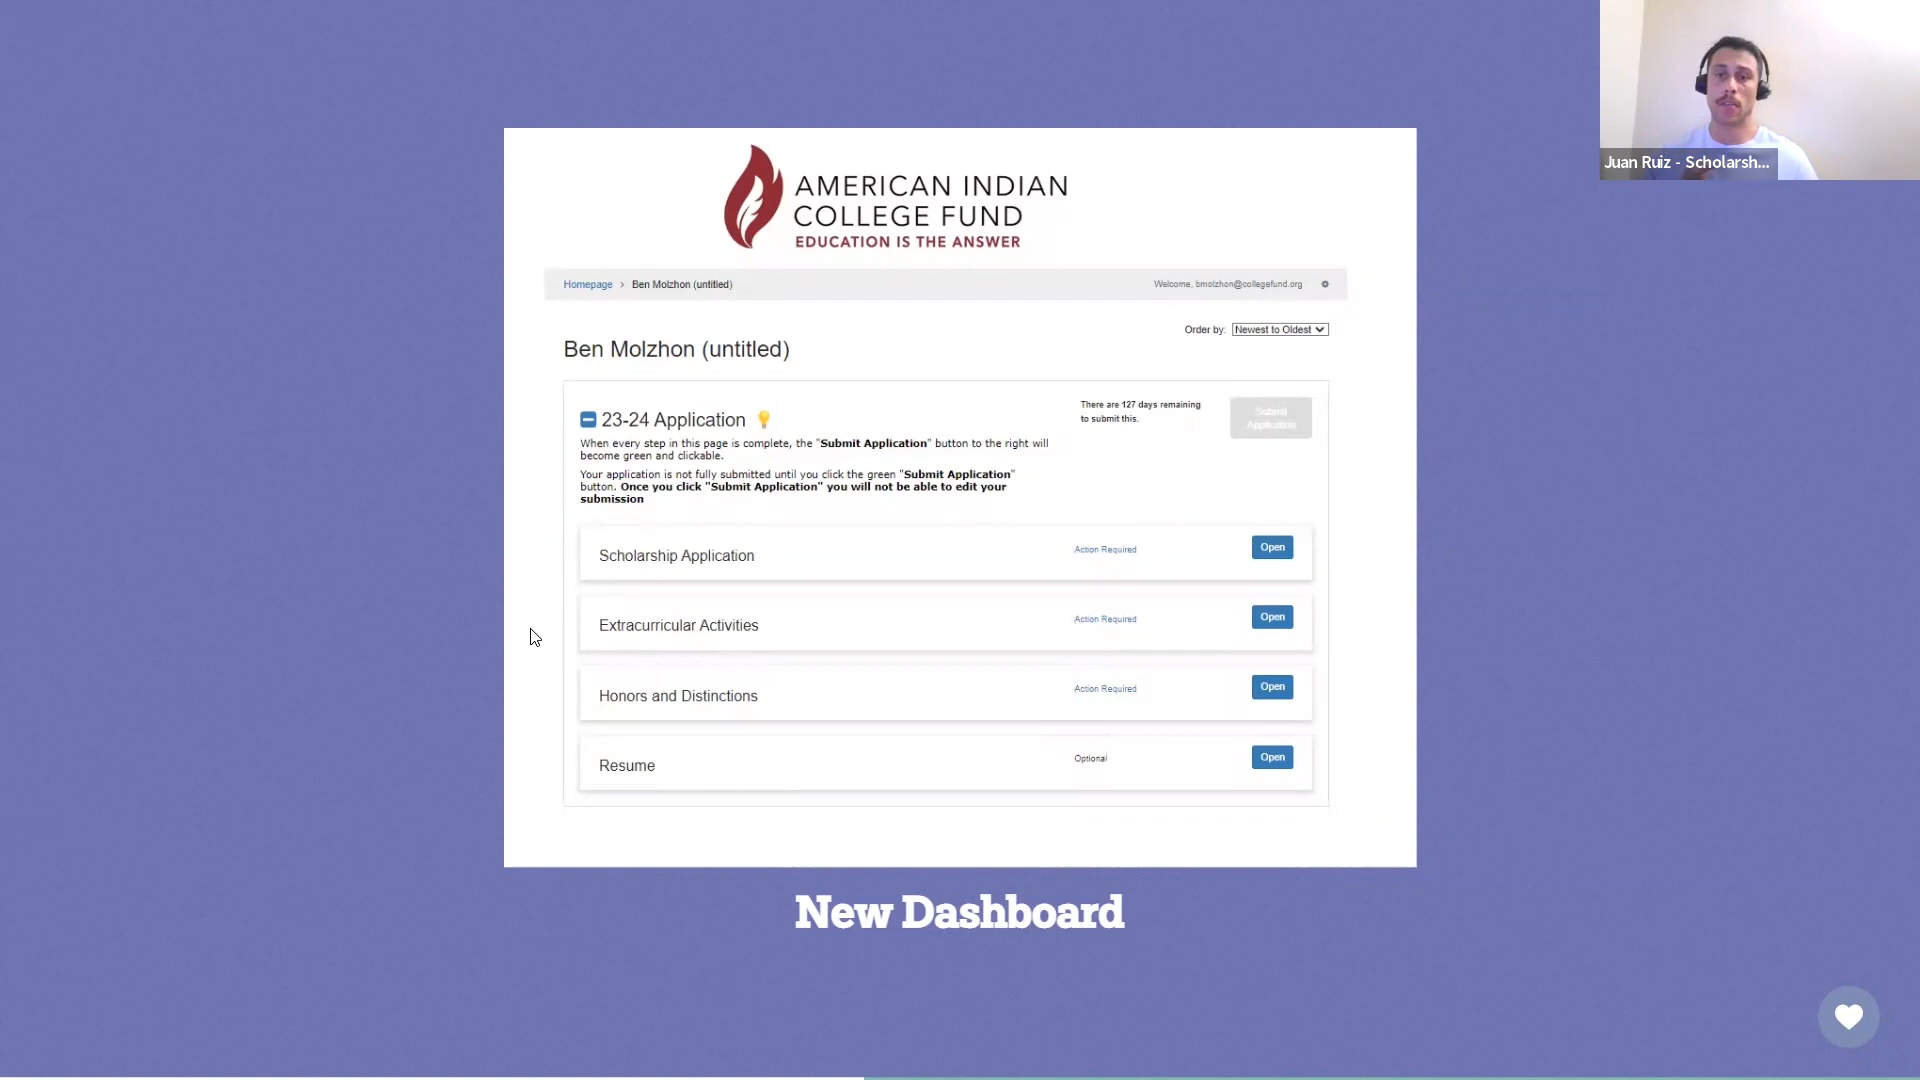 Juan Ruiz - Scholarsh...
AMERICAN INDIAN
COLLEGE FUND
EDUCATION IS THE ANSWER
Homepage > Ben Molzhon (untitled)
Welcome, bmolzhon@collegefund.org
Order by: Newest to Oldest
Ben Molzhon (untitled)
23-24 Application
There are 127 days remaining
to submit this.
Submit
Application
When every step in this page is complete, the "Submit Application" button to the right will
become green and clickable.
Your application is not fully submitted until you click the green "Submit Application"
button. Once you click "Submit Application" you will not be able to edit your
submission
Scholarship Application
Action Required
Open
Extracurricular Activities
Action Required
Open
Honors and Distinctions
Action Required
Open
Resume
Optional
Open
New Dashboard